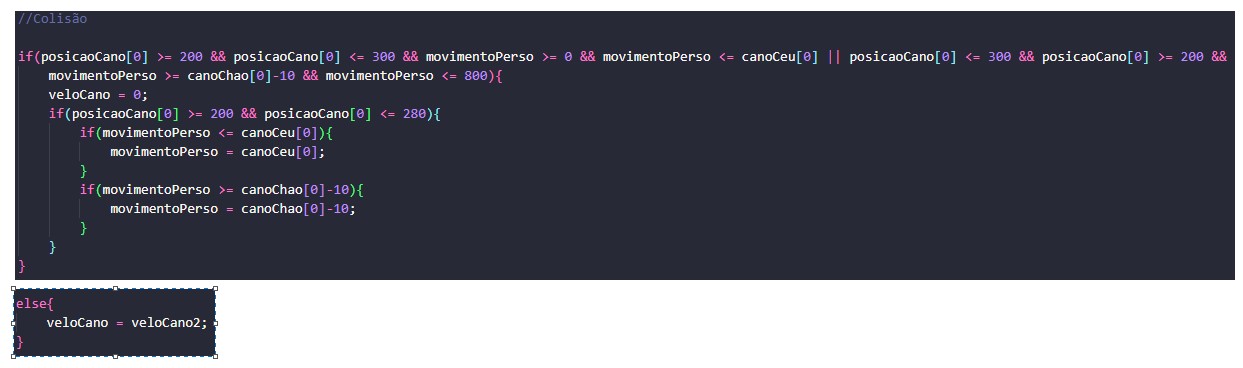 //Colisão
if(posicaoCano[0] >= 200 && posicaoCano[0] <= 300 && movimentoPerso >= 0 && movimentoPerso <= canoCeu[0] || posicaoCano[0] <= 300 && posicaoCano[0] >= 200 &&
    movimentoPerso >= canoChao[0]-10 && movimentoPerso <= 800){
    veloCano = 0;
    if(posicaoCano[0] >= 200 && posicaoCano[0] <= 280){
        if(movimentoPerso <= canoCeu[0]){
            movimentoPerso = canoCeu[0];
        }
        if(movimentoPerso >= canoChao[0]-10){
            movimentoPerso = canoChao[0]-10;
        }
    }
}
else{
    veloCano = veloCano2;
}